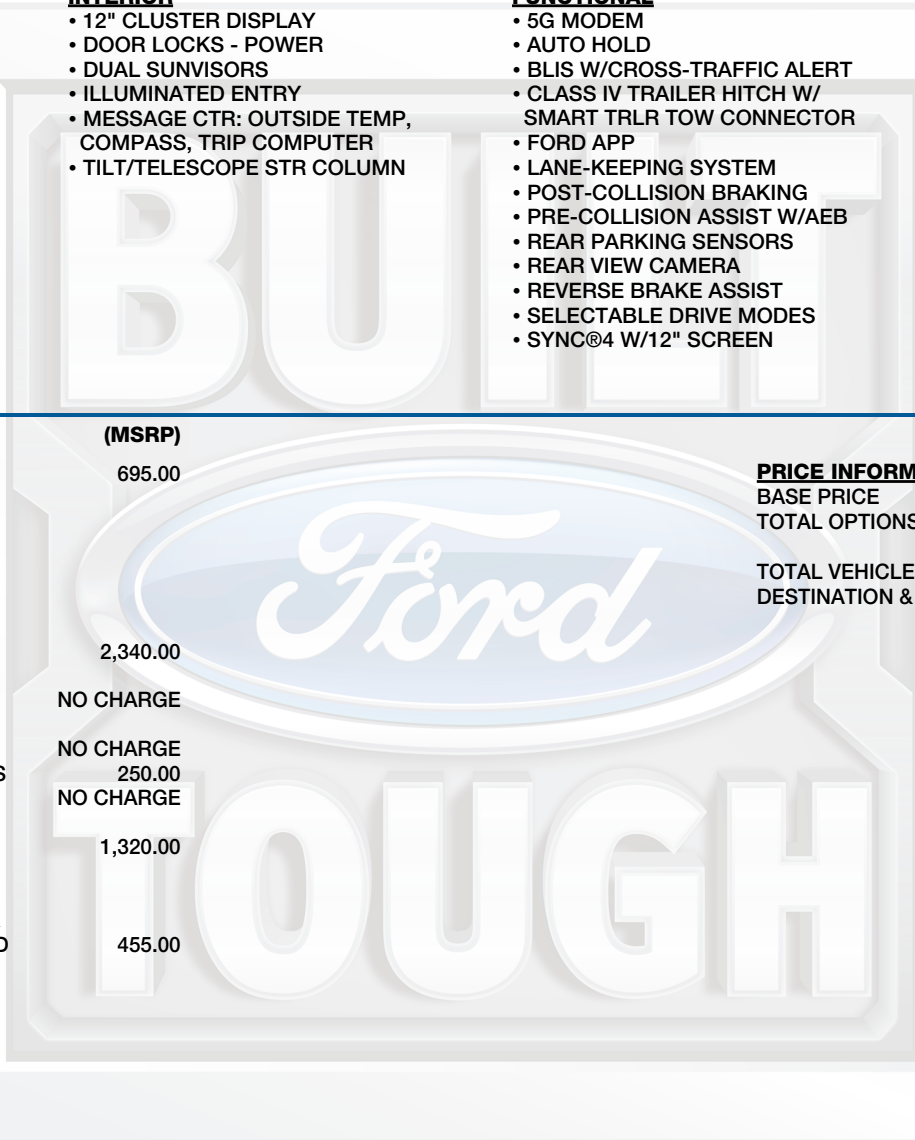 INTERIOR
• 12" CLUSTER DISPLAY
• DOOR LOCKS - POWER
• DUAL SUNVISORS
• ILLUMINATED ENTRY
• MESSAGE CTR: OUTSIDE TEMP,
COMPASS, TRIP COMPUTER
• TILT/TELESCOPE STR COLUMN
FUNCTIONAL
• 5G MODEM
• AUTO HOLD
• BLIS W/CROSS-TRAFFIC ALERT
• CLASS IV TRAILER HITCH W/
SMART TRLR TOW CONNECTOR
• FORD APP
• LANE-KEEPING SYSTEM
• POST-COLLISION BRAKING
• PRE-COLLISION ASSIST W/AEB
• REAR PARKING SENSORS
• REAR VIEW CAMERA
• REVERSE BRAKE ASSIST
• SELECTABLE DRIVE MODES
• SYNC®4 W/12" SCREEN
BUILT
(MSRP)
695.00
2,340.00
NO CHARGE
NO CHARGE
S 250.00
NO CHARGE
1,320.00
D 455.00
Ford
TOUGH
PRICE INFORM
BASE PRICE
TOTAL OPTIONS
TOTAL VEHICLE
DESTINATION &